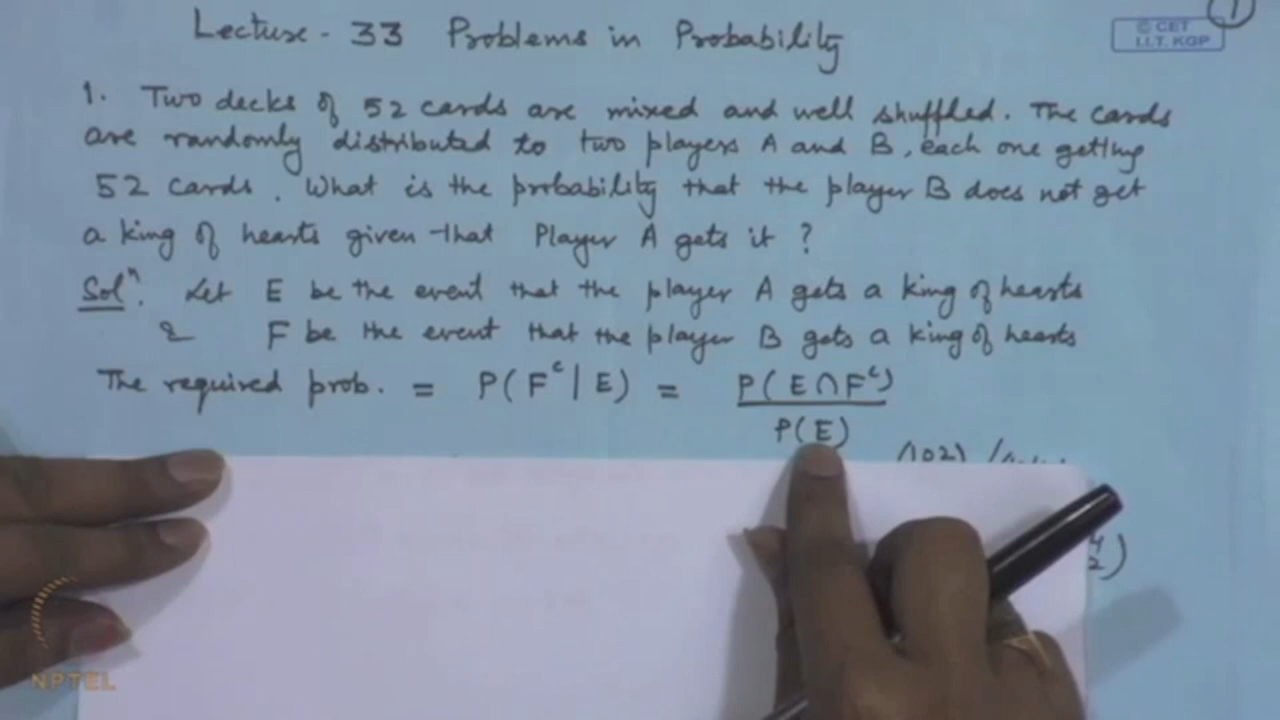 Lecture - 33 Problems in Probability
1
© CET
I.I.T. KGP
1. Two decks of 52 cards are mixed and well shuffled. The cards
are randomly distributed to two players A and B, each one getting
52 cards. What is the probability that the player B does not get
a king of hearts given that Player A gets it ?
Solⁿ. Let E be the event that the player A gets a king of hearts
& F be the event that the player B gets a king of hearts
The required prob. = P(Fᶜ|E) = P(E∩Fᶜ)
P(E)
NPTEL